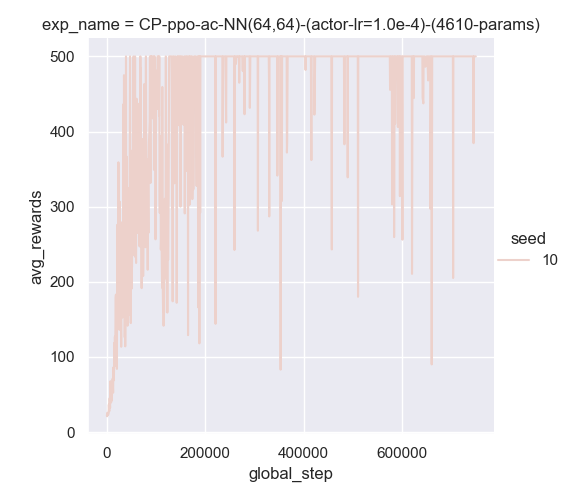 exp_name = CP-ppo-ac-NN(64,64)-(actor-lr=1.0e-4)-(4610-params)
500
400
300
200
100
0
avg_rewards
seed
10
0 200000 400000 600000
global_step